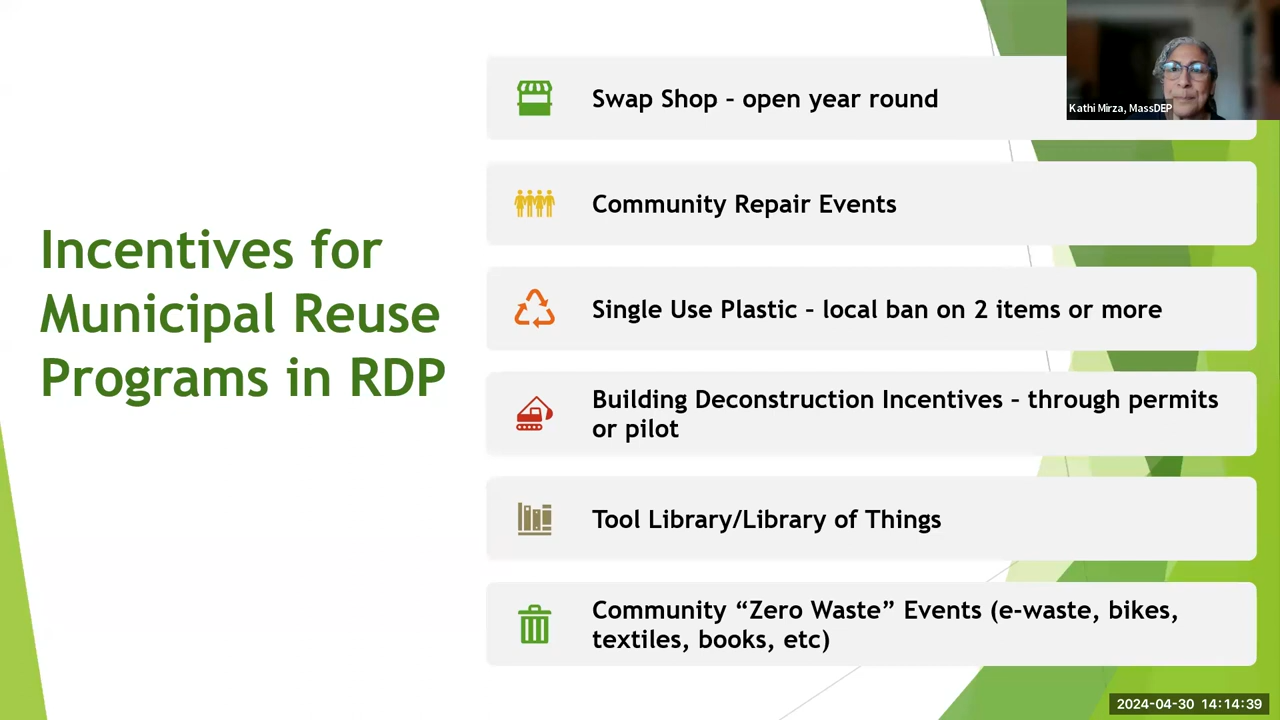 Incentives for
Municipal Reuse
Programs in RDP
Swap Shop – open year round
Community Repair Events
Single Use Plastic – local ban on 2 items or more
Building Deconstruction Incentives – through permits
or pilot
Tool Library/Library of Things
Community “Zero Waste” Events (e-waste, bikes,
textiles, books, etc)
Kathi Mirza, MassDEP
2024-04-30 14:14:39